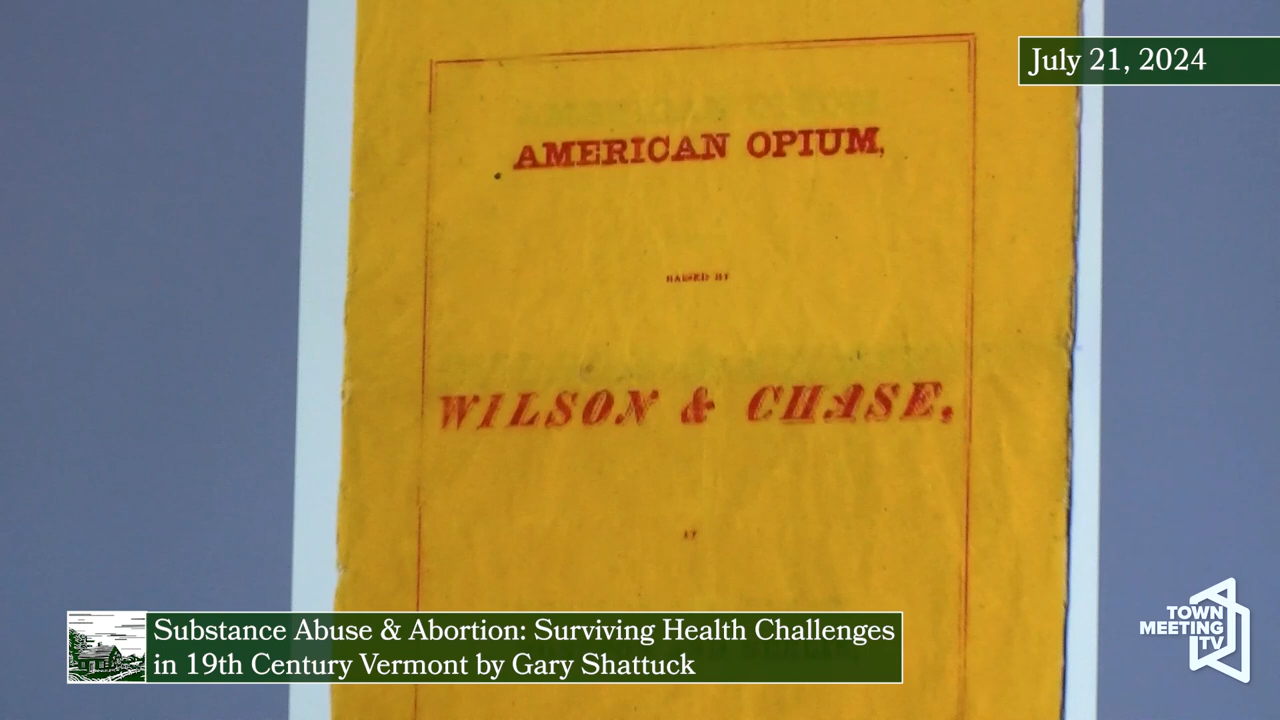 July 21, 2024
AMERICAN OPIUM,
RAISED BY
WILSON & CHASE,
AT
Substance Abuse & Abortion: Surviving Health Challenges
in 19th Century Vermont by Gary Shattuck
TOWN
MEETING
TV